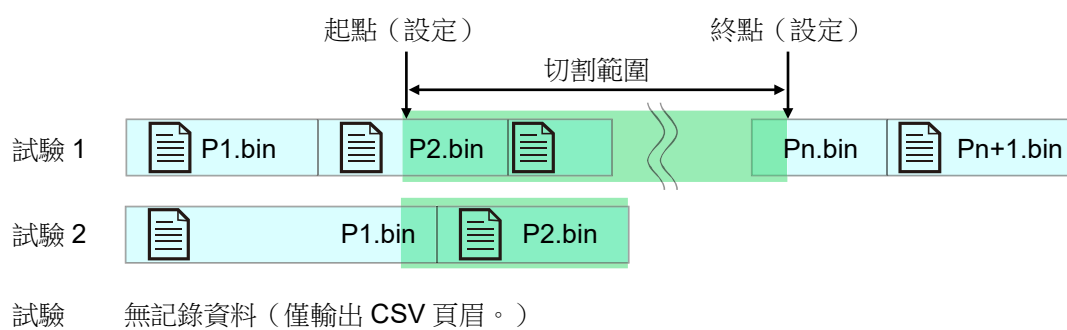 起點（設定） 終點（設定）
切割範圍
試驗 1 P1.bin P2.bin Pn.bin Pn+1.bin
試驗 2 P1.bin P2.bin
試驗 無記錄資料（僅輸出 CSV 頁眉。）